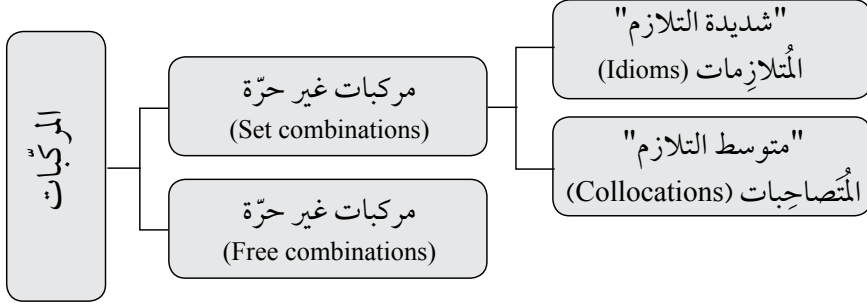 المركّبات
مركبات غير حرّة
(Set combinations)
"شديدة التلازم"
المُتلازِمات (Idioms)
"متوسط التلازم"
المُتَصاحِبات (Collocations)
مركبات غير حرّة
(Free combinations)